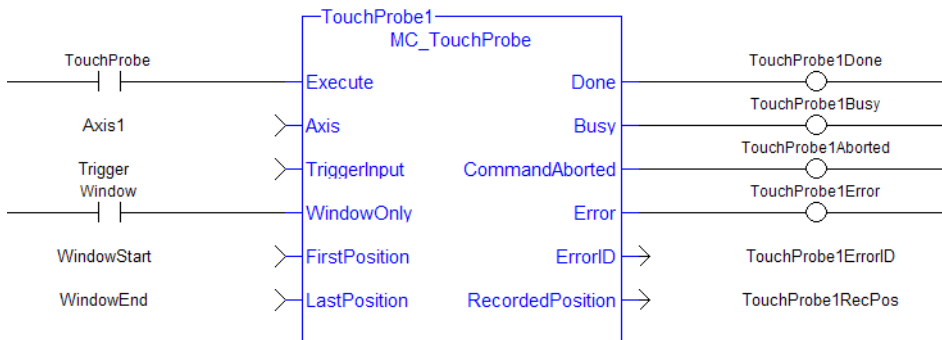 TouchProbe1
MC_TouchProbe
TouchProbe Execute Done TouchProbe1Done
Axis1 Axis Busy TouchProbe1Busy
Trigger TriggerInput CommandAborted TouchProbe1Aborted
Window WindowOnly Error TouchProbe1Error
WindowStart FirstPosition ErrorID TouchProbe1ErrorID
WindowEnd LastPosition RecordedPosition TouchProbe1RecPos